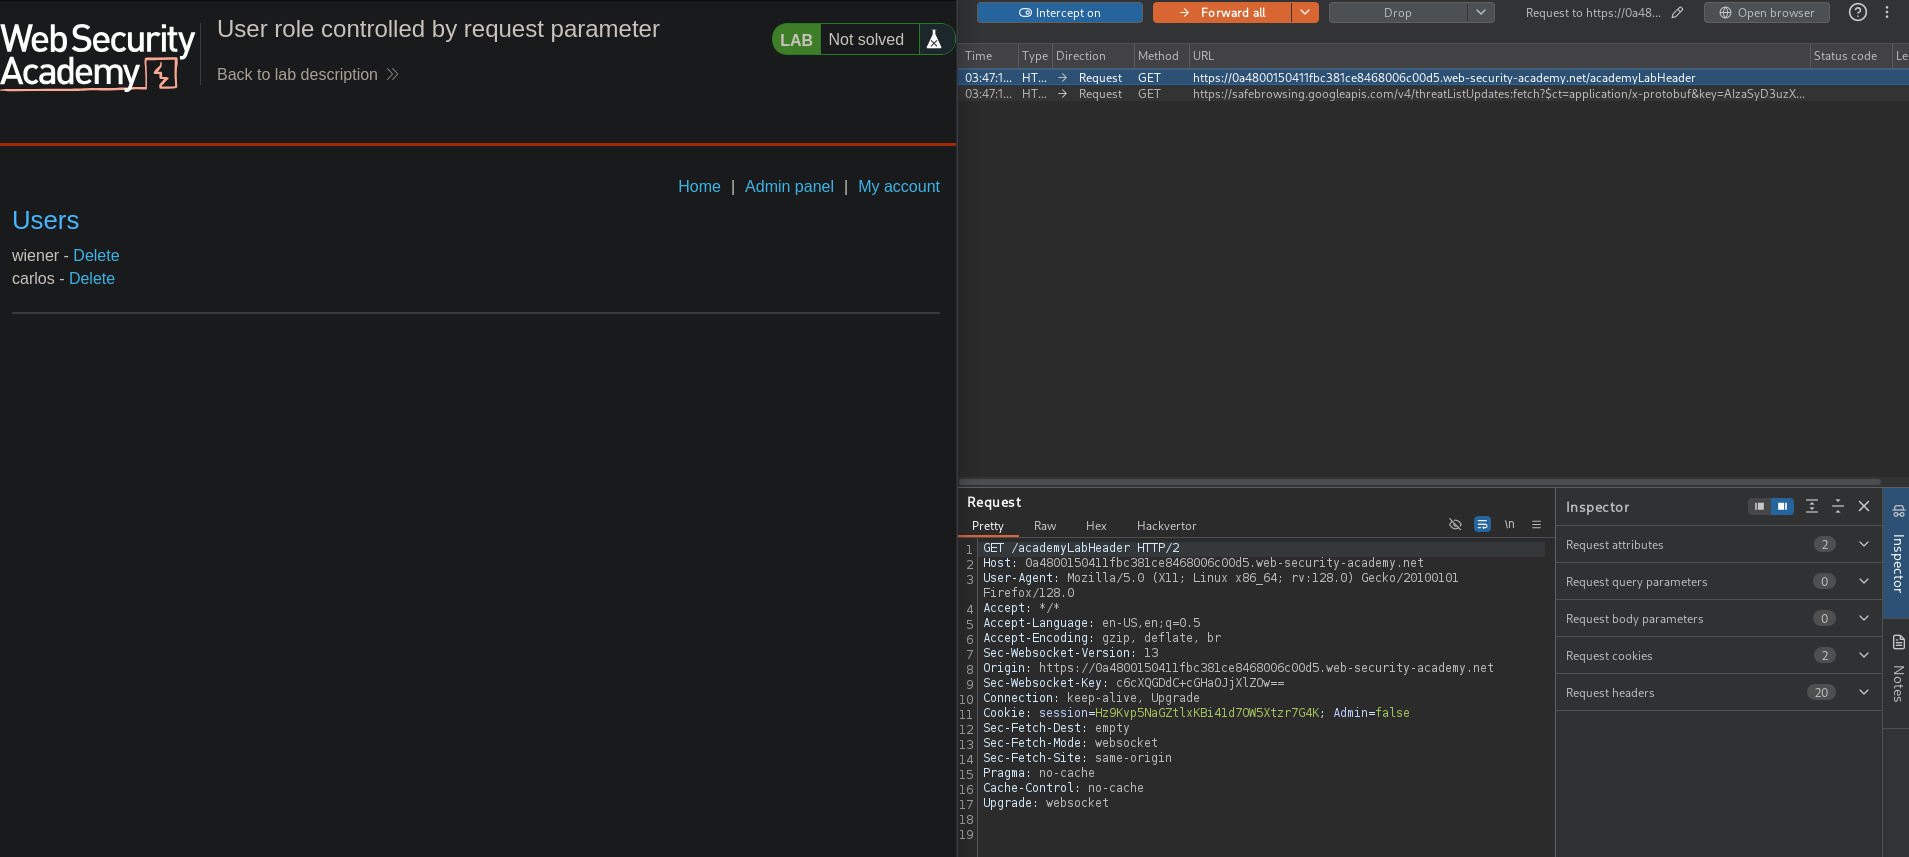 Web Security
Academy
User role controlled by request parameter
Back to lab description
LAB Not solved
Home | Admin panel | My account
Users
wiener - Delete
carlos - Delete
Intercept on
Forward all
Drop
Request to https://0a48...
Open browser
Time Type Direction Method URL Status code Le
03:47:1... HT... Request GET https://0a4800150411fbc381ce8468006c00d5.web-security-academy.net/academyLabHeader
03:47:1... HT... Request GET https://safebrowsing.googleapis.com/v4/threatListUpdates:fetch?$ct=application/x-protobuf&key=AIzaSyD3uzX...
Request
Pretty Raw Hex Hackvertor
\n
1 GET /academyLabHeader HTTP/2
2 Host: 0a4800150411fbc381ce8468006c00d5.web-security-academy.net
3 User-Agent: Mozilla/5.0 (X11; Linux x86_64; rv:128.0) Gecko/20100101
Firefox/128.0
4 Accept: */*
5 Accept-Language: en-US,en;q=0.5
6 Accept-Encoding: gzip, deflate, br
7 Sec-Websocket-Version: 13
8 Origin: https://0a4800150411fbc381ce8468006c00d5.web-security-academy.net
9 Sec-Websocket-Key: c6cXQGDdC+cGHaOJjXlZOw==
10 Connection: keep-alive, Upgrade
11 Cookie: session=Hz9Kvp5NaGZtlxKBi41d7OW5Xtzr7G4K; Admin=false
12 Sec-Fetch-Dest: empty
13 Sec-Fetch-Mode: websocket
14 Sec-Fetch-Site: same-origin
15 Pragma: no-cache
16 Cache-Control: no-cache
17 Upgrade: websocket
18
19
Inspector
Request attributes 2
Request query parameters 0
Request body parameters 0
Request cookies 2
Request headers 20
Inspector
Notes